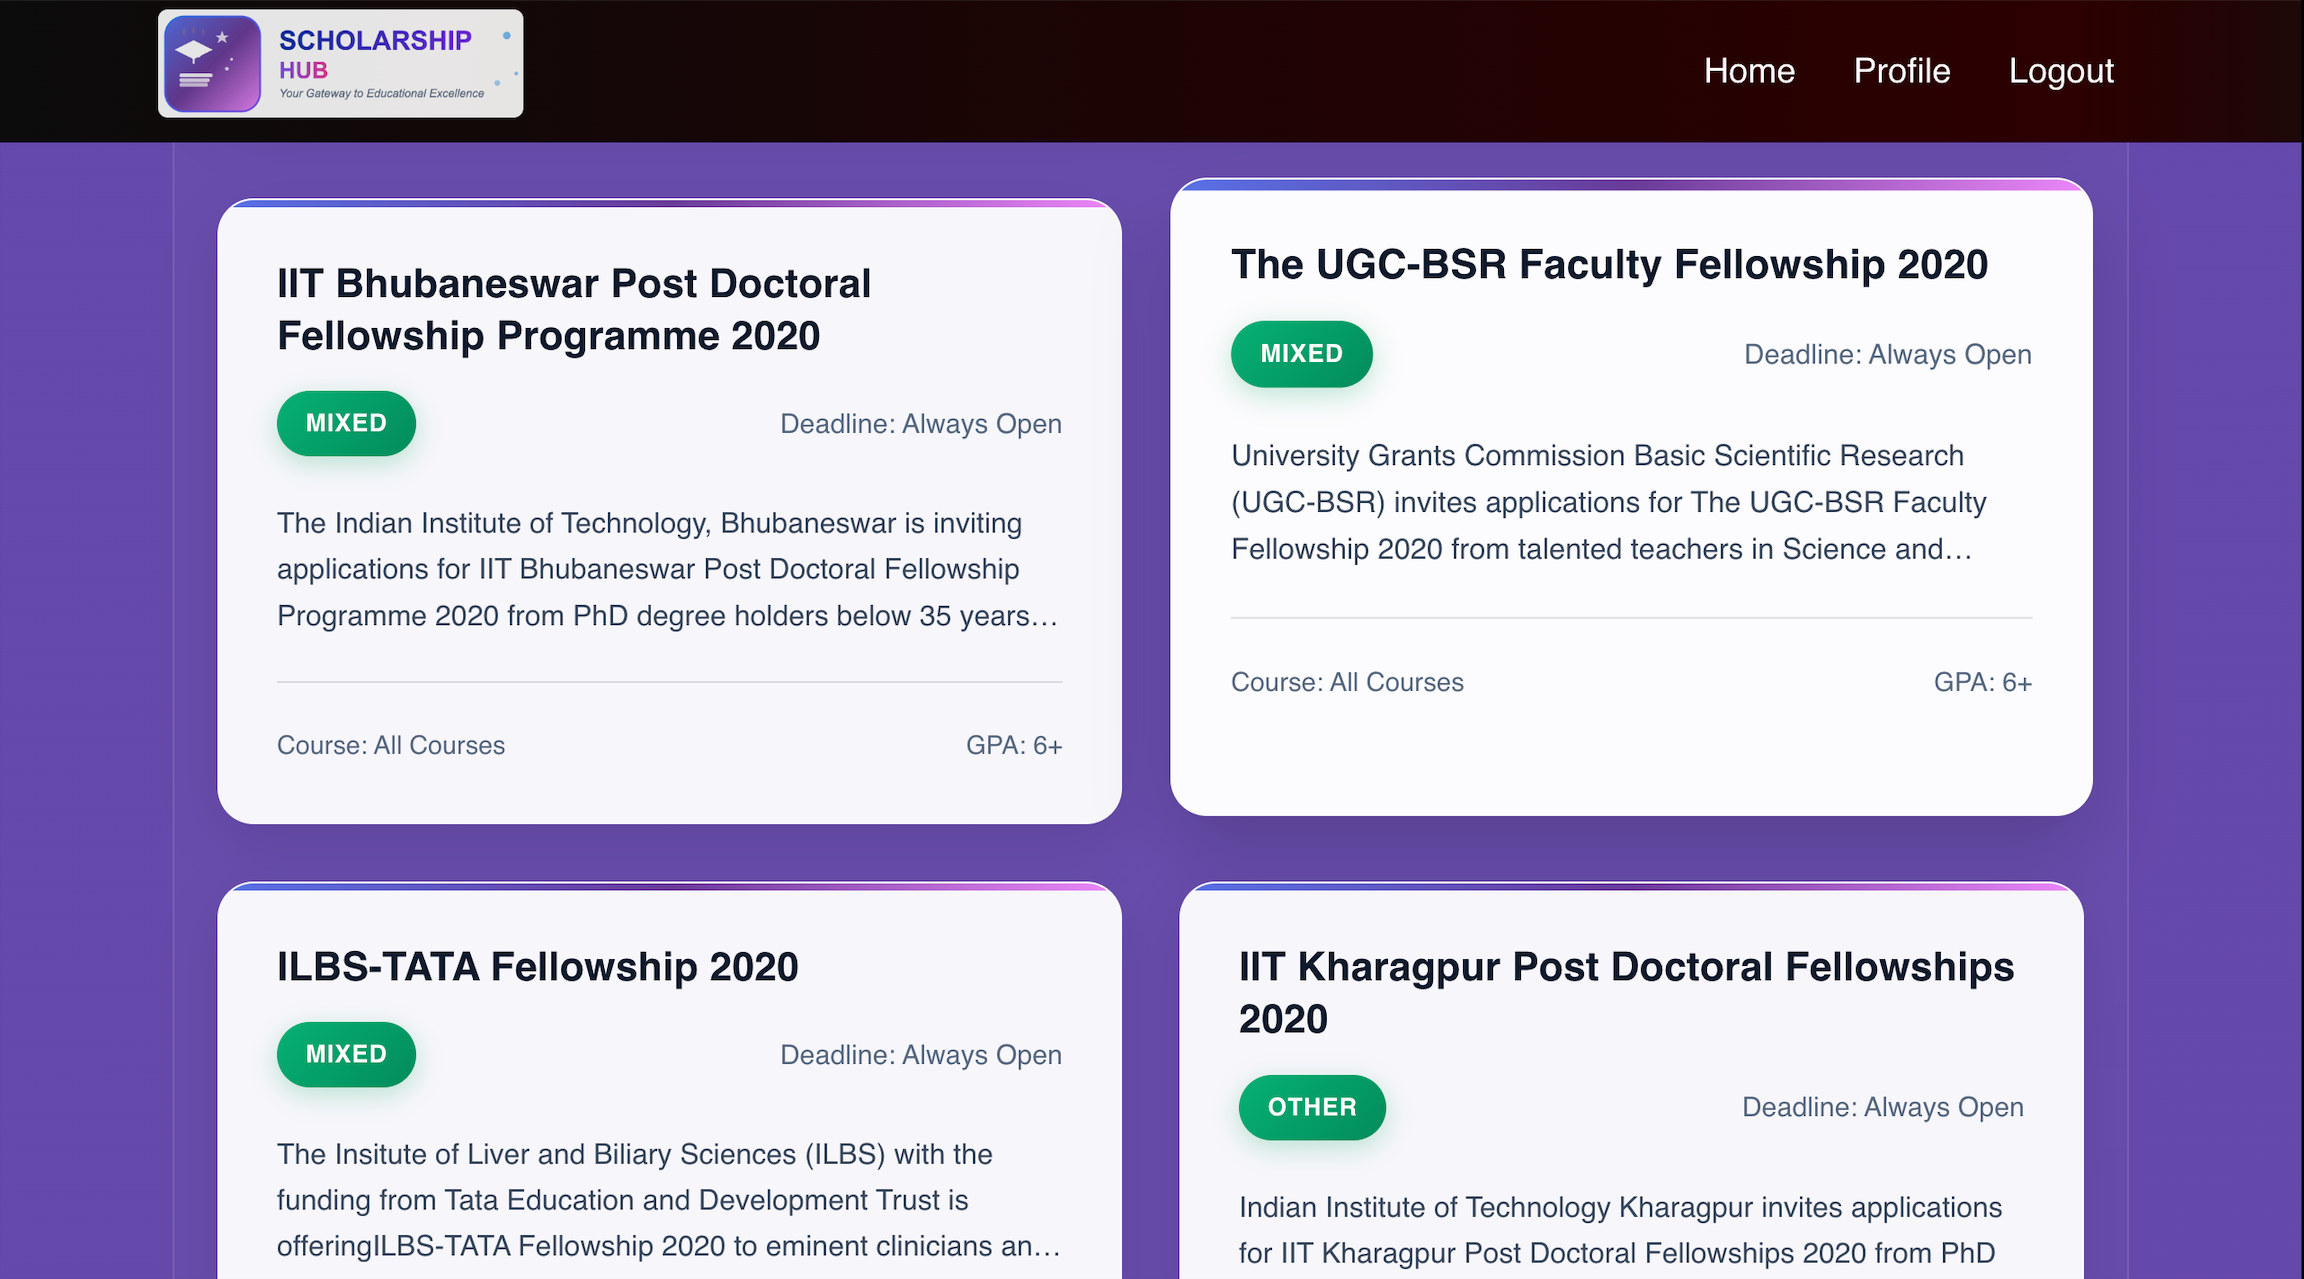 SCHOLARSHIP
HUB
Your Gateway to Educational Excellence
Home Profile Logout
IIT Bhubaneswar Post Doctoral
Fellowship Programme 2020
MIXED
Deadline: Always Open
The Indian Institute of Technology, Bhubaneswar is inviting
applications for IIT Bhubaneswar Post Doctoral Fellowship
Programme 2020 from PhD degree holders below 35 years…
Course: All Courses
GPA: 6+
The UGC-BSR Faculty Fellowship 2020
MIXED
Deadline: Always Open
University Grants Commission Basic Scientific Research
(UGC-BSR) invites applications for The UGC-BSR Faculty
Fellowship 2020 from talented teachers in Science and…
Course: All Courses
GPA: 6+
ILBS-TATA Fellowship 2020
MIXED
Deadline: Always Open
The Insitute of Liver and Biliary Sciences (ILBS) with the
funding from Tata Education and Development Trust is
offeringILBS-TATA Fellowship 2020 to eminent clinicians an…
IIT Kharagpur Post Doctoral Fellowships
2020
OTHER
Deadline: Always Open
Indian Institute of Technology Kharagpur invites applications
for IIT Kharagpur Post Doctoral Fellowships 2020 from PhD